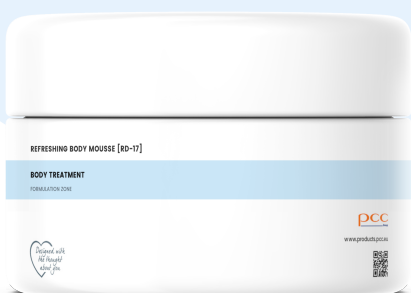 REFRESHING BODY MOUSSE [RD-17]
BODY TREATMENT
FORMULATION ZONE
pcc
www.products.pcc.eu
Designed with
the thought
about you